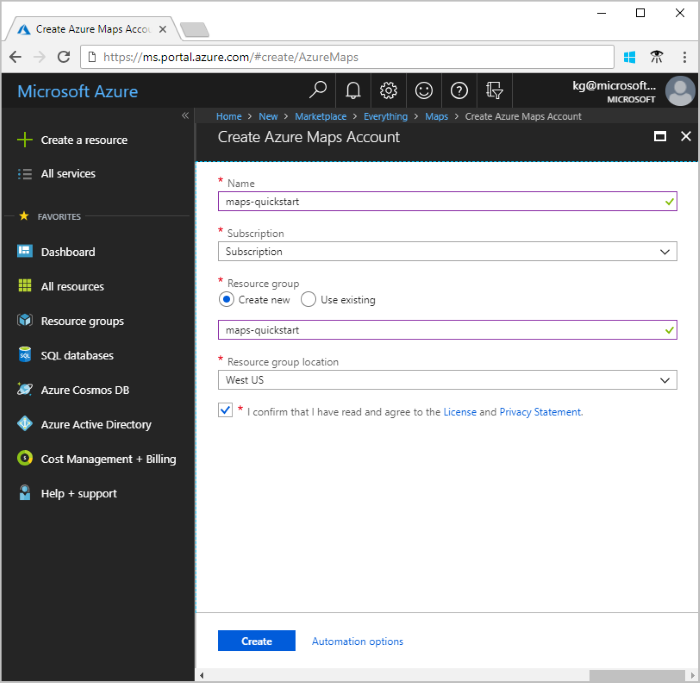 Create Azure Maps Accou
https://ms.portal.azure.com/#create/AzureMaps
Microsoft Azure
kg@microsoft...
MICROSOFT
Home > New > Marketplace > Everything > Maps > Create Azure Maps Account
Create Azure Maps Account
Create a resource
All services
FAVORITES
Dashboard
All resources
Resource groups
SQL databases
Azure Cosmos DB
Azure Active Directory
Cost Management + Billing
Help + support
* Name
maps-quickstart
* Subscription
Subscription
* Resource group
Create new Use existing
maps-quickstart
* Resource group location
West US
* I confirm that I have read and agree to the License and Privacy Statement.
Create Automation options